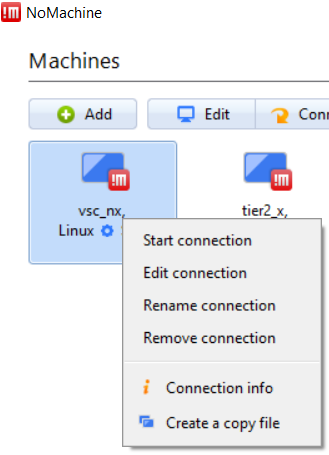 !M NoMachine
Machines
Add
Edit
Conn
vsc_nx,
Linux
tier2_x,
Start connection
Edit connection
Rename connection
Remove connection
Connection info
Create a copy file